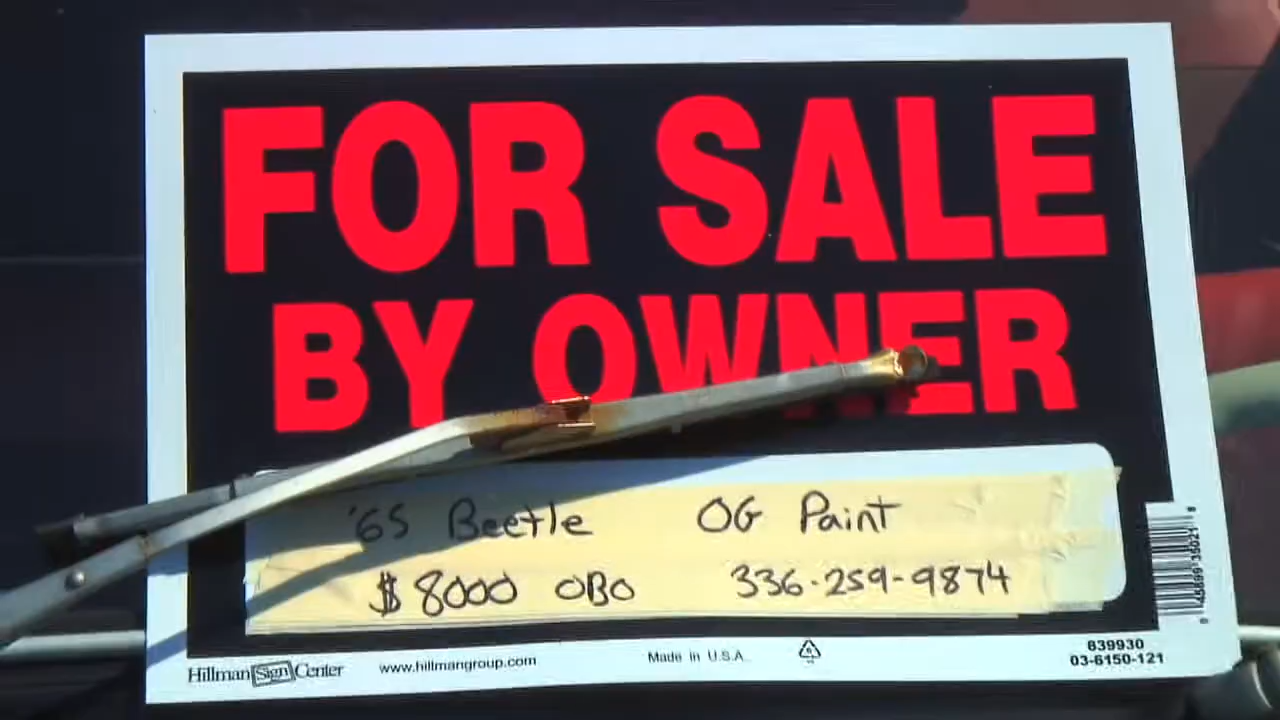 FOR SALE
BY OWNER
'65 Beetle OG Paint
$8000 OBO 336-259-9874
Hillman Sign Center www.hillmangroup.com Made in U.S.A. 839930
03-6150-121